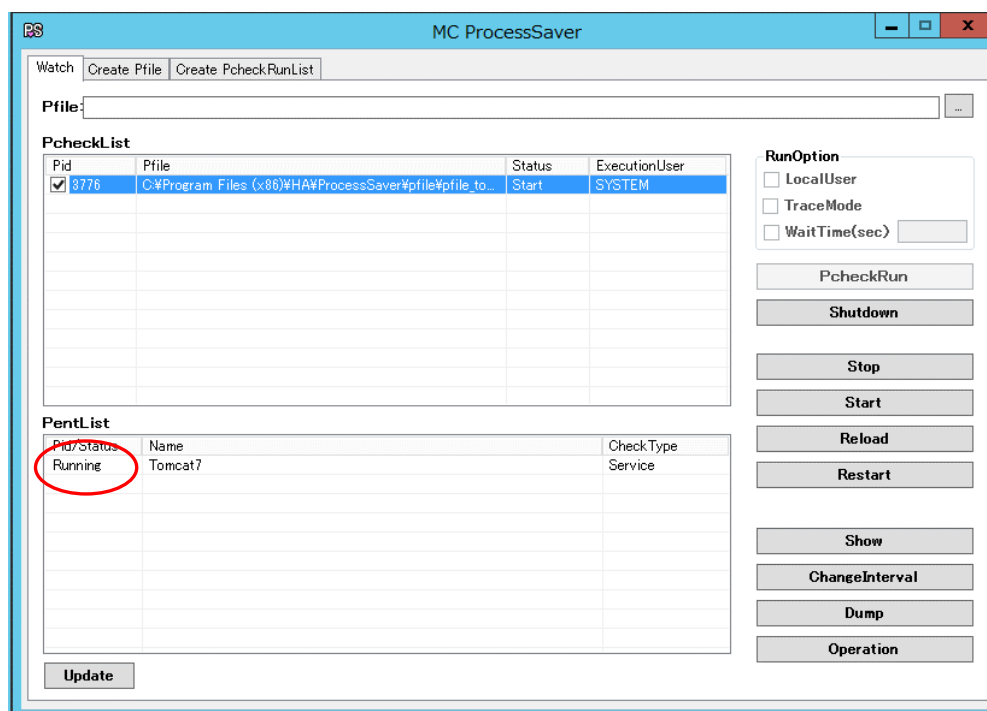 PS
MC ProcessSaver
Watch Create Pfile Create PcheckRunList
Pfile: ...
PcheckList
Pid Pfile Status ExecutionUser
3776 C:¥Program Files (x86)¥HA¥ProcessSaver¥pfile¥pfile_to... Start SYSTEM
RunOption
LocalUser
TraceMode
WaitTime(sec)
PcheckRun
Shutdown
Stop
Start
Reload
Restart
PentList
Pid/Status Name CheckType
Running Tomcat7 Service
Show
ChangeInterval
Dump
Operation
Update